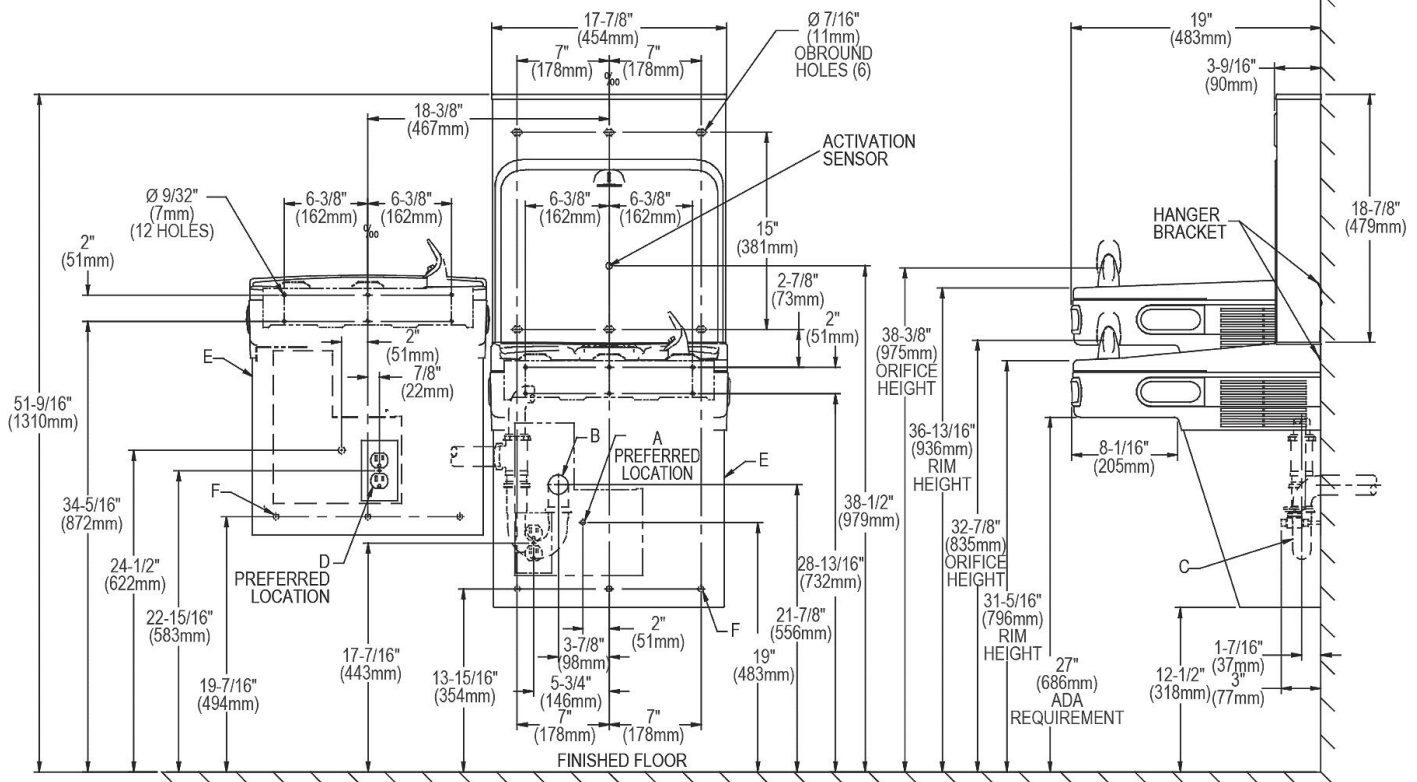 17-7/8"
(454mm)
7"
(178mm)
7"
(178mm)
Ø 7/16"
(11mm)
OBROUND
HOLES (6)
19"
(483mm)
3-9/16"
(90mm)
18-3/8"
(467mm)
ACTIVATION
SENSOR
Ø 9/32"
(7mm)
(12 HOLES)
6-3/8"
(162mm)
6-3/8"
(162mm)
6-3/8"
(162mm)
6-3/8"
(162mm)
15"
(381mm)
HANGER
BRACKET
18-7/8"
(479mm)
2"
(51mm)
2-7/8"
(73mm)
2"
(51mm)
2"
(51mm)
7/8"
(22mm)
E
38-3/8"
(975mm)
ORIFICE
HEIGHT
51-9/16"
(1310mm)
B
A
PREFERRED
LOCATION
E
36-13/16"
(936mm)
RIM
HEIGHT
8-1/16"
(205mm)
F
34-5/16"
(872mm)
38-1/2"
(979mm)
32-7/8"
(835mm)
ORIFICE
HEIGHT
24-1/2"
(622mm)
D
PREFERRED
LOCATION
28-13/16"
(732mm)
C
22-15/16"
(583mm)
21-7/8"
(556mm)
31-5/16"
(796mm)
RIM
HEIGHT
F
2"
(51mm)
3-7/8"
(98mm)
19"
(483mm)
17-7/16"
(443mm)
13-15/16"
(354mm)
5-3/4"
(146mm)
19-7/16"
(494mm)
27"
(686mm)
ADA
REQUIREMENT
12-1/2"
(318mm)
1-7/16"
(37mm)
3"
(77mm)
7"
(178mm)
7"
(178mm)
FINISHED FLOOR